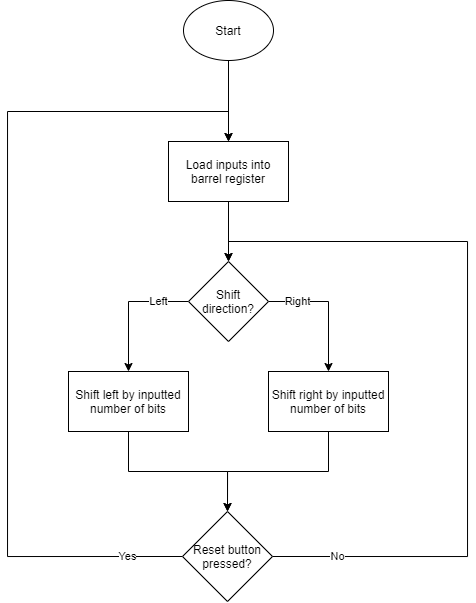 Start
Load inputs into
barrel register
Shift
direction?
Left
Right
Shift left by inputted
number of bits
Shift right by inputted
number of bits
Reset button
pressed?
Yes
No